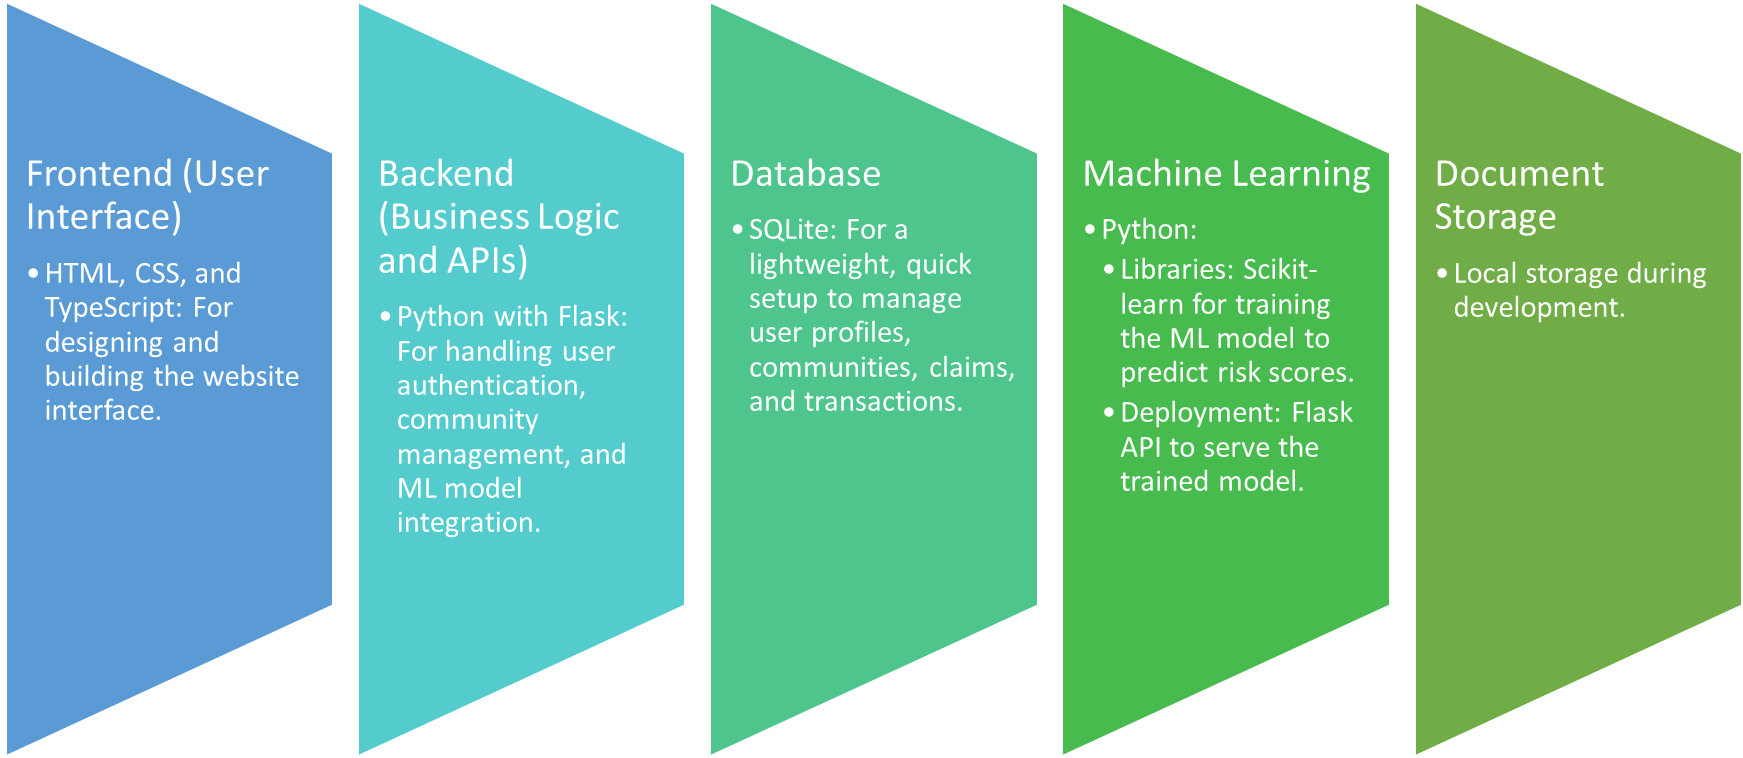 Frontend (User
Interface)
• HTML, CSS, and
TypeScript: For
designing and
building the website
interface.
Backend
(Business Logic
and APIs)
• Python with Flask:
For handling user
authentication,
community
management, and
ML model
integration.
Database
• SQLite: For a
lightweight, quick
setup to manage
user profiles,
communities, claims,
and transactions.
Machine Learning
• Python:
• Libraries: Scikit-
learn for training
the ML model to
predict risk scores.
• Deployment: Flask
API to serve the
trained model.
Document
Storage
• Local storage during
development.